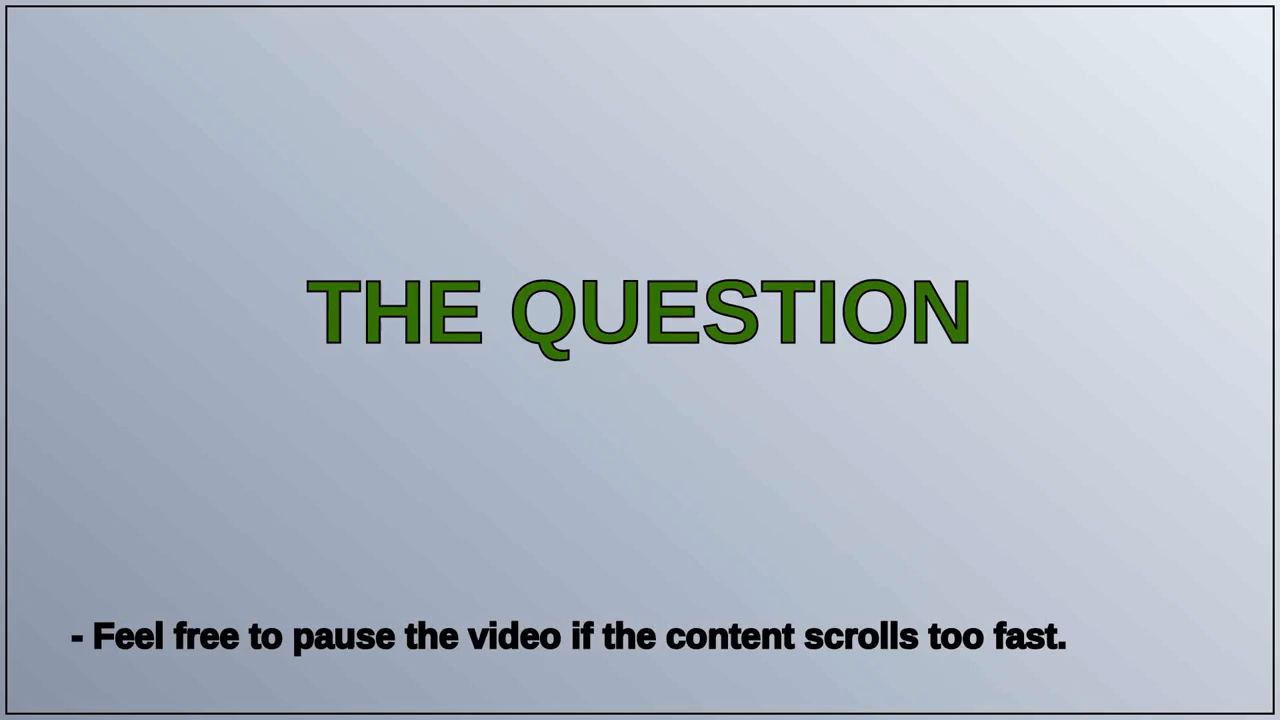 THE QUESTION
- Feel free to pause the video if the content scrolls too fast.